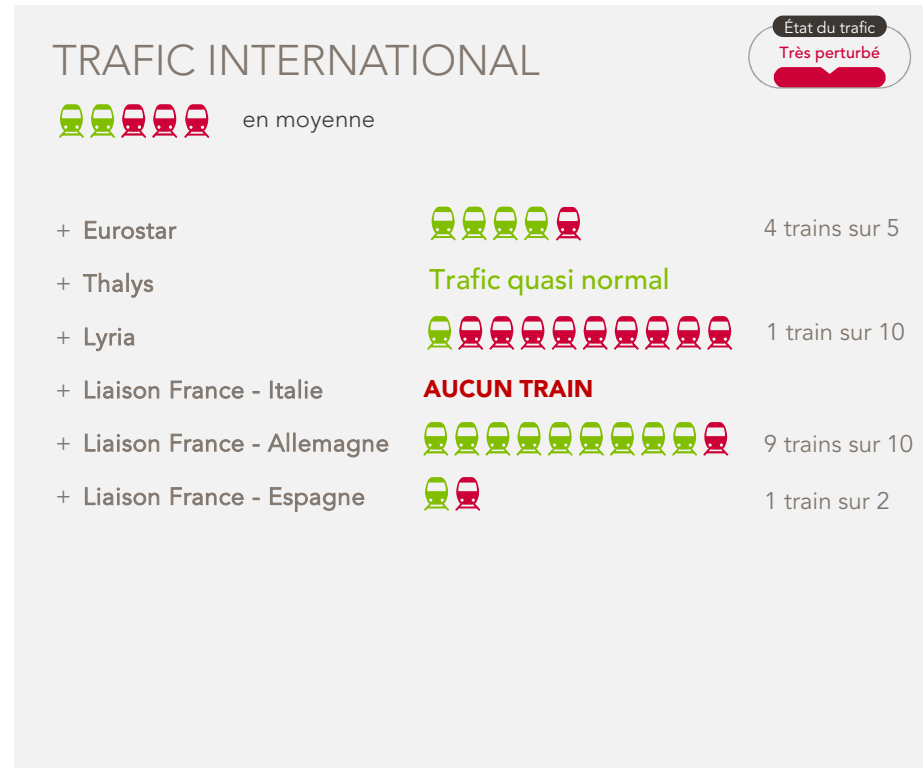 État du trafic
Très perturbé
TRAFIC INTERNATIONAL
en moyenne
+ Eurostar 4 trains sur 5
+ Thalys Trafic quasi normal
+ Lyria 1 train sur 10
+ Liaison France - Italie AUCUN TRAIN
+ Liaison France - Allemagne 9 trains sur 10
+ Liaison France - Espagne 1 train sur 2